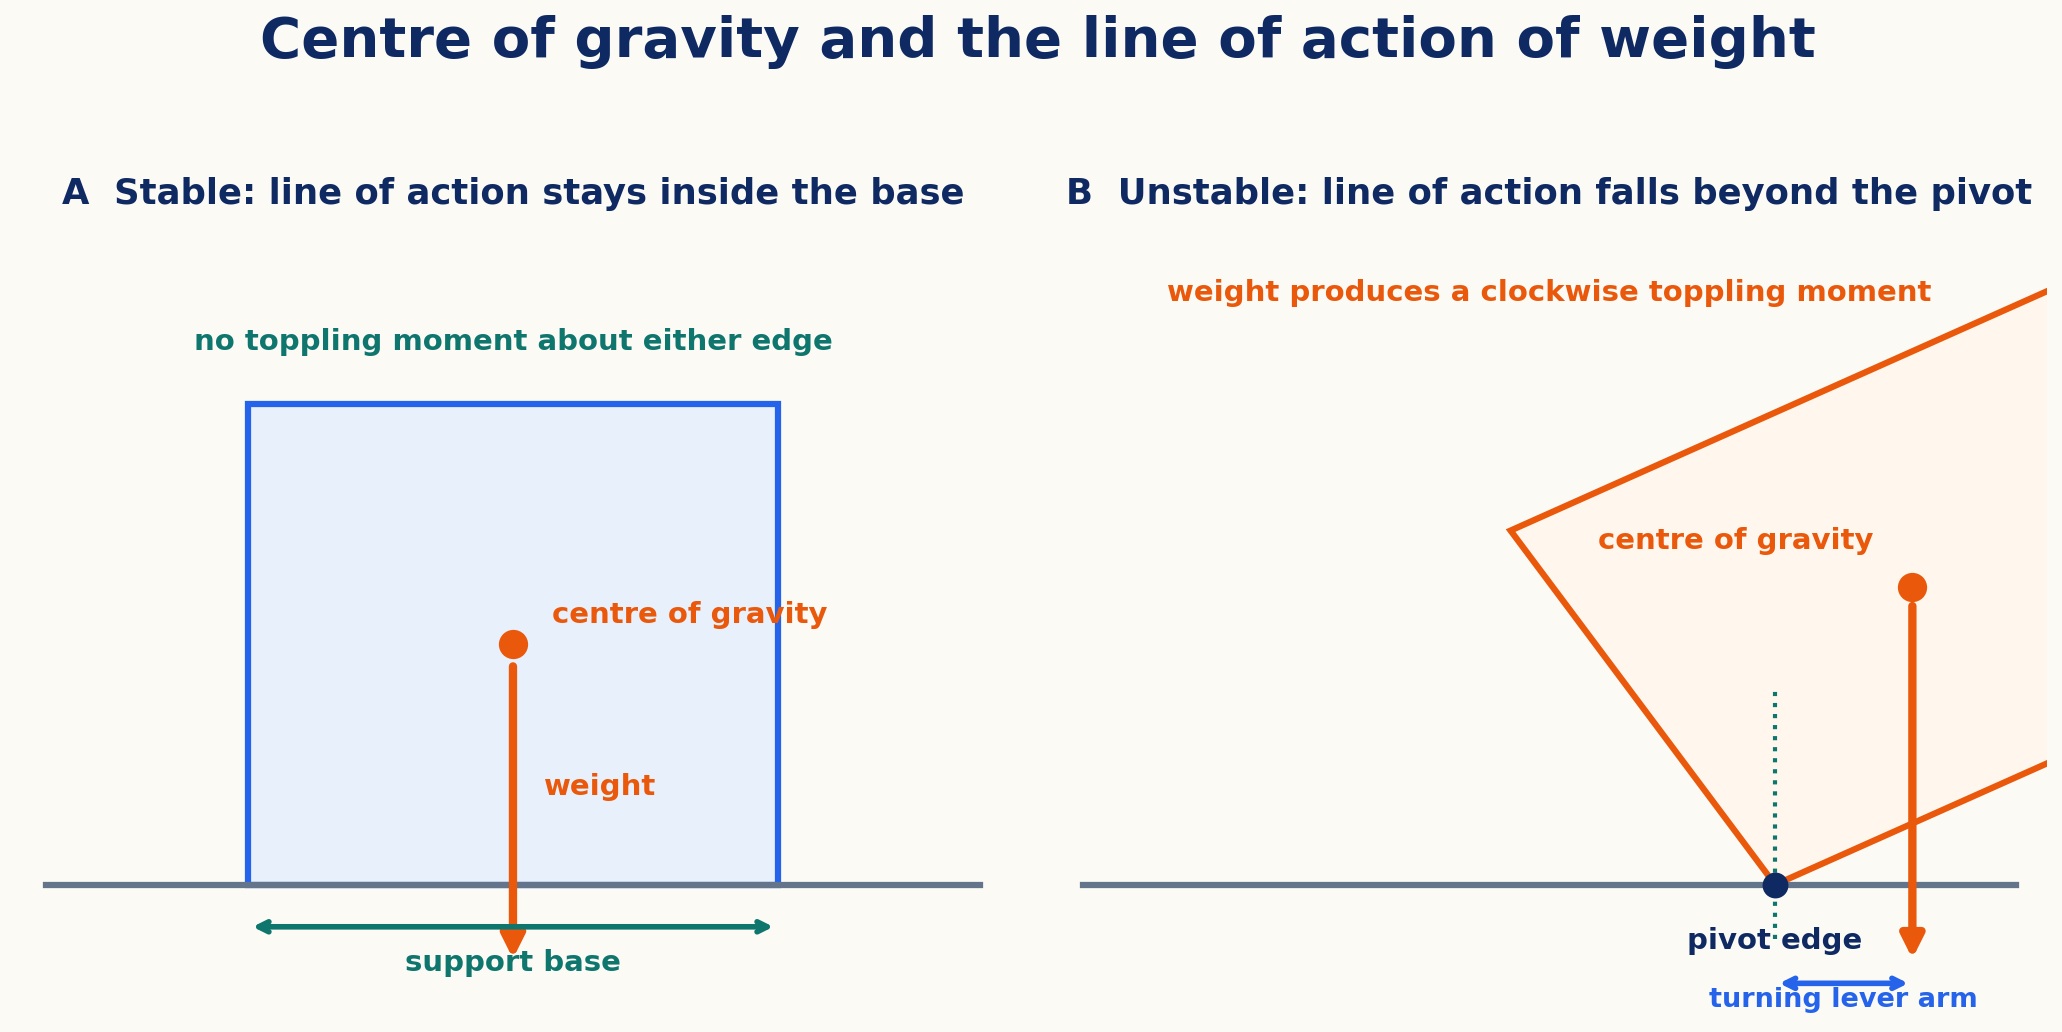 Centre of gravity and the line of action of weight
A Stable: line of action stays inside the base
no toppling moment about either edge
centre of gravity
weight
support base
B Unstable: line of action falls beyond the pivot
weight produces a clockwise toppling moment
centre of gravity
pivot edge
turning lever arm